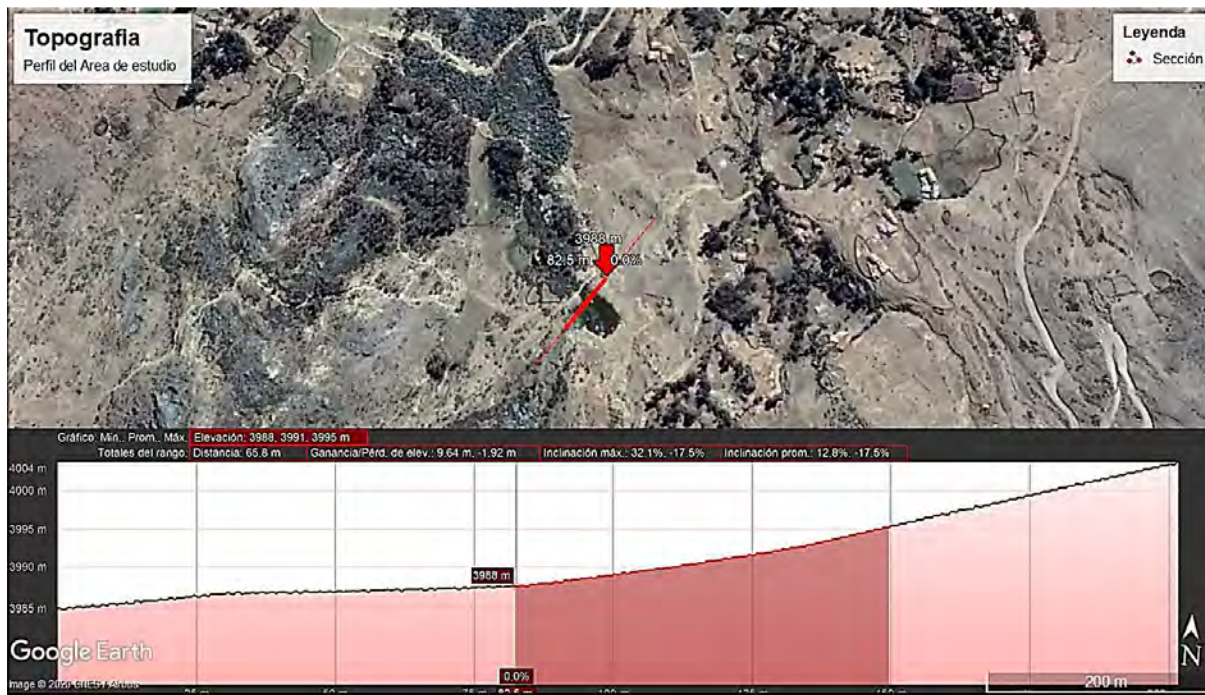 Topografia
Perfil del Area de estudio
Leyenda
Sección
3988 m
82.5 m 0.0%
Gráfico: Mín., Prom., Máx. Elevación: 3988, 3991, 3995 m
Totales del rango: Distancia: 65.8 m Ganancia/Pérd. de elev.: 9.64 m, -1.92 m Inclinación máx.: 32.1%, -17.5% Inclinación prom.: 12.8%, -17.5%
4004 m
4000 m
3995 m
3990 m
3988 m
3985 m
Google Earth
N
0.0%
200 m